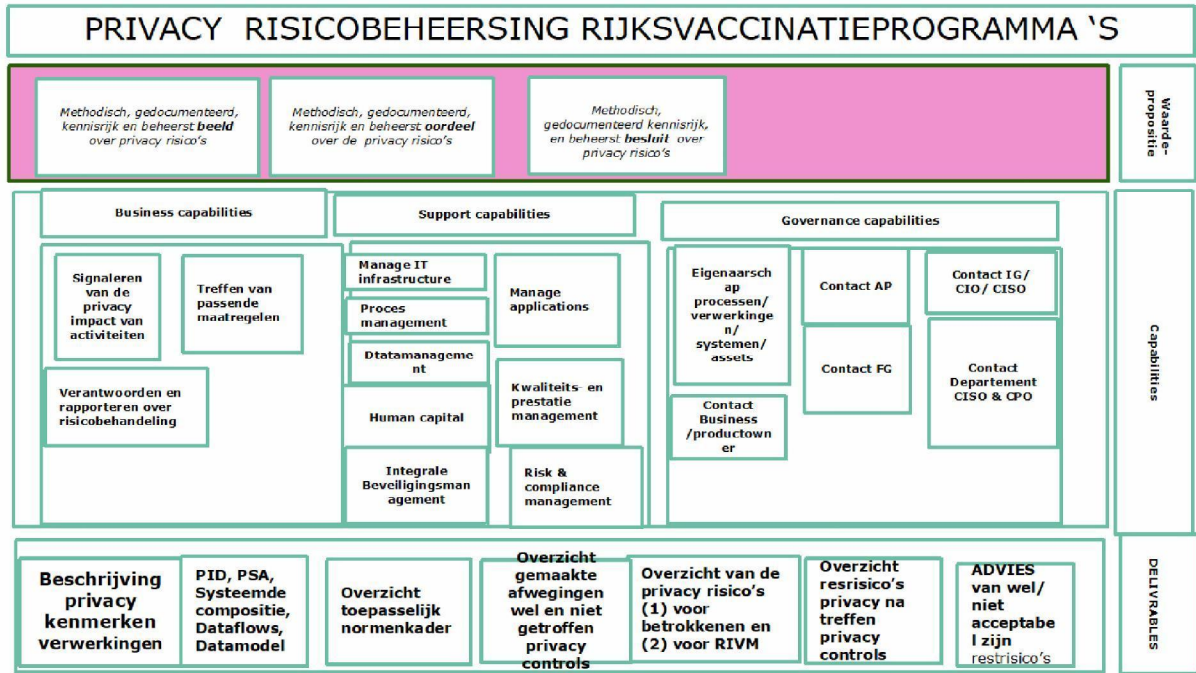 PRIVACY RISICOBEHEERSING RIJKSVACCINATIEPROGRAMMA ‘S
Methodisch, gedocumenteerd,
kennisrijk en beheerst beeld
over privacy risico's
Methodisch, gedocumenteerd,
kennisrijk en beheerst oordeel
over de privacy risico's
Methodisch,
gedocumenteerd kennisrijk,
en beheerst besluit over
privacy risico's
Waarde-
propositie
Business capabilities
Support capabilities
Governance capabilities
Signaleren
van de
privacy
impact van
activiteiten
Treffen van
passende
maatregelen
Verantwoorden en
rapporteren over
risicobehandeling
Manage IT
infrastructure
Proces
management
Dtatamanageme
nt
Human capital
Integrale
Beveiligingsman
agement
Manage
applications
Kwaliteits- en
prestatie
management
Risk &
compliance
management
Eigenaarsch
ap
processen/
verwerkinge
n/
systemen/
assets
Contact
Business
/productown
er
Contact AP
Contact FG
Contact IG/
CIO/ CISO
Contact
Departement
CISO & CPO
Capabilities
Beschrijving
privacy
kenmerken
verwerkingen
PID, PSA,
Systeemde
compositie,
Dataflows,
Datamodel
Overzicht
toepasselijk
normenkader
Overzicht
gemaakte
afwegingen
wel en niet
getroffen
privacy
controls
Overzicht van de
privacy risico's
(1) voor
betrokkenen en
(2) voor RIVM
Overzicht
resrisico's
privacy na
treffen
privacy
controls
ADVIES
van wel/
niet
acceptabe
l zijn
restrisico's
DELIVRABLES